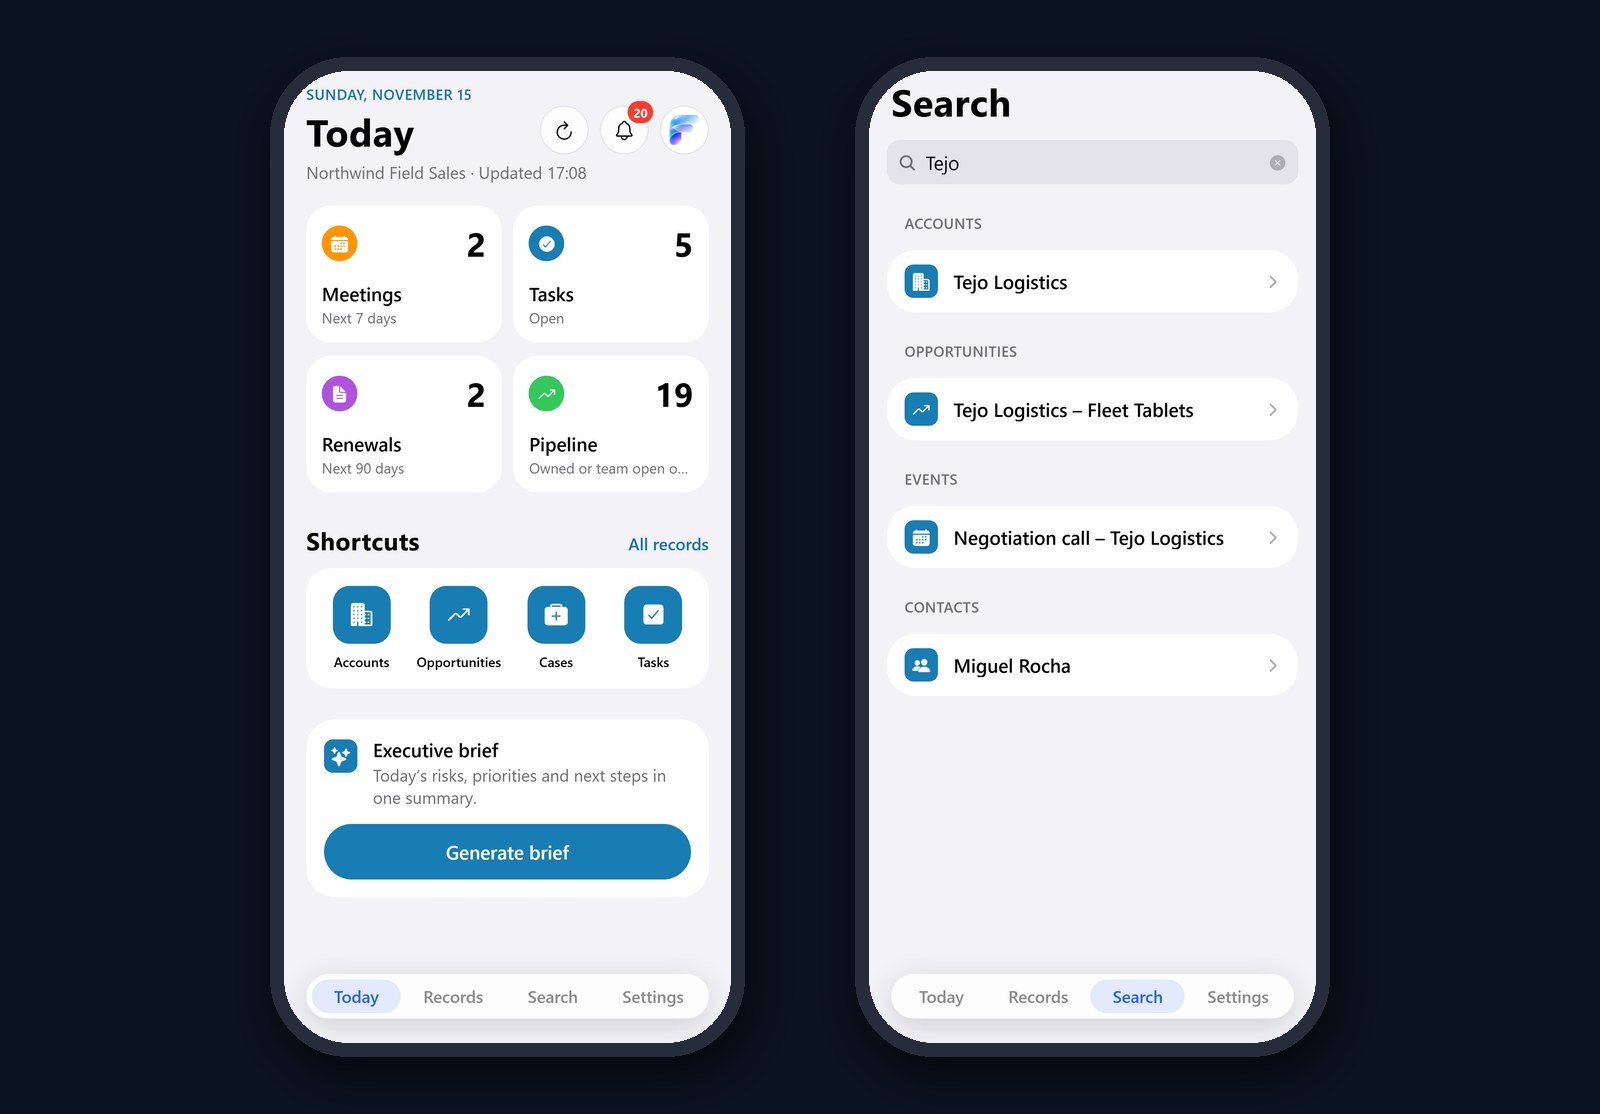 SUNDAY, NOVEMBER 15
Today
20
Northwind Field Sales · Updated 17:08
2
Meetings
Next 7 days
5
Tasks
Open
2
Renewals
Next 90 days
19
Pipeline
Owned or team open o...
Shortcuts
All records
Accounts
Opportunities
Cases
Tasks
Executive brief
Today's risks, priorities and next steps in
one summary.
Generate brief
Today
Records
Search
Settings
Search
Tejo
ACCOUNTS
Tejo Logistics
OPPORTUNITIES
Tejo Logistics – Fleet Tablets
EVENTS
Negotiation call – Tejo Logistics
CONTACTS
Miguel Rocha
Today
Records
Search
Settings